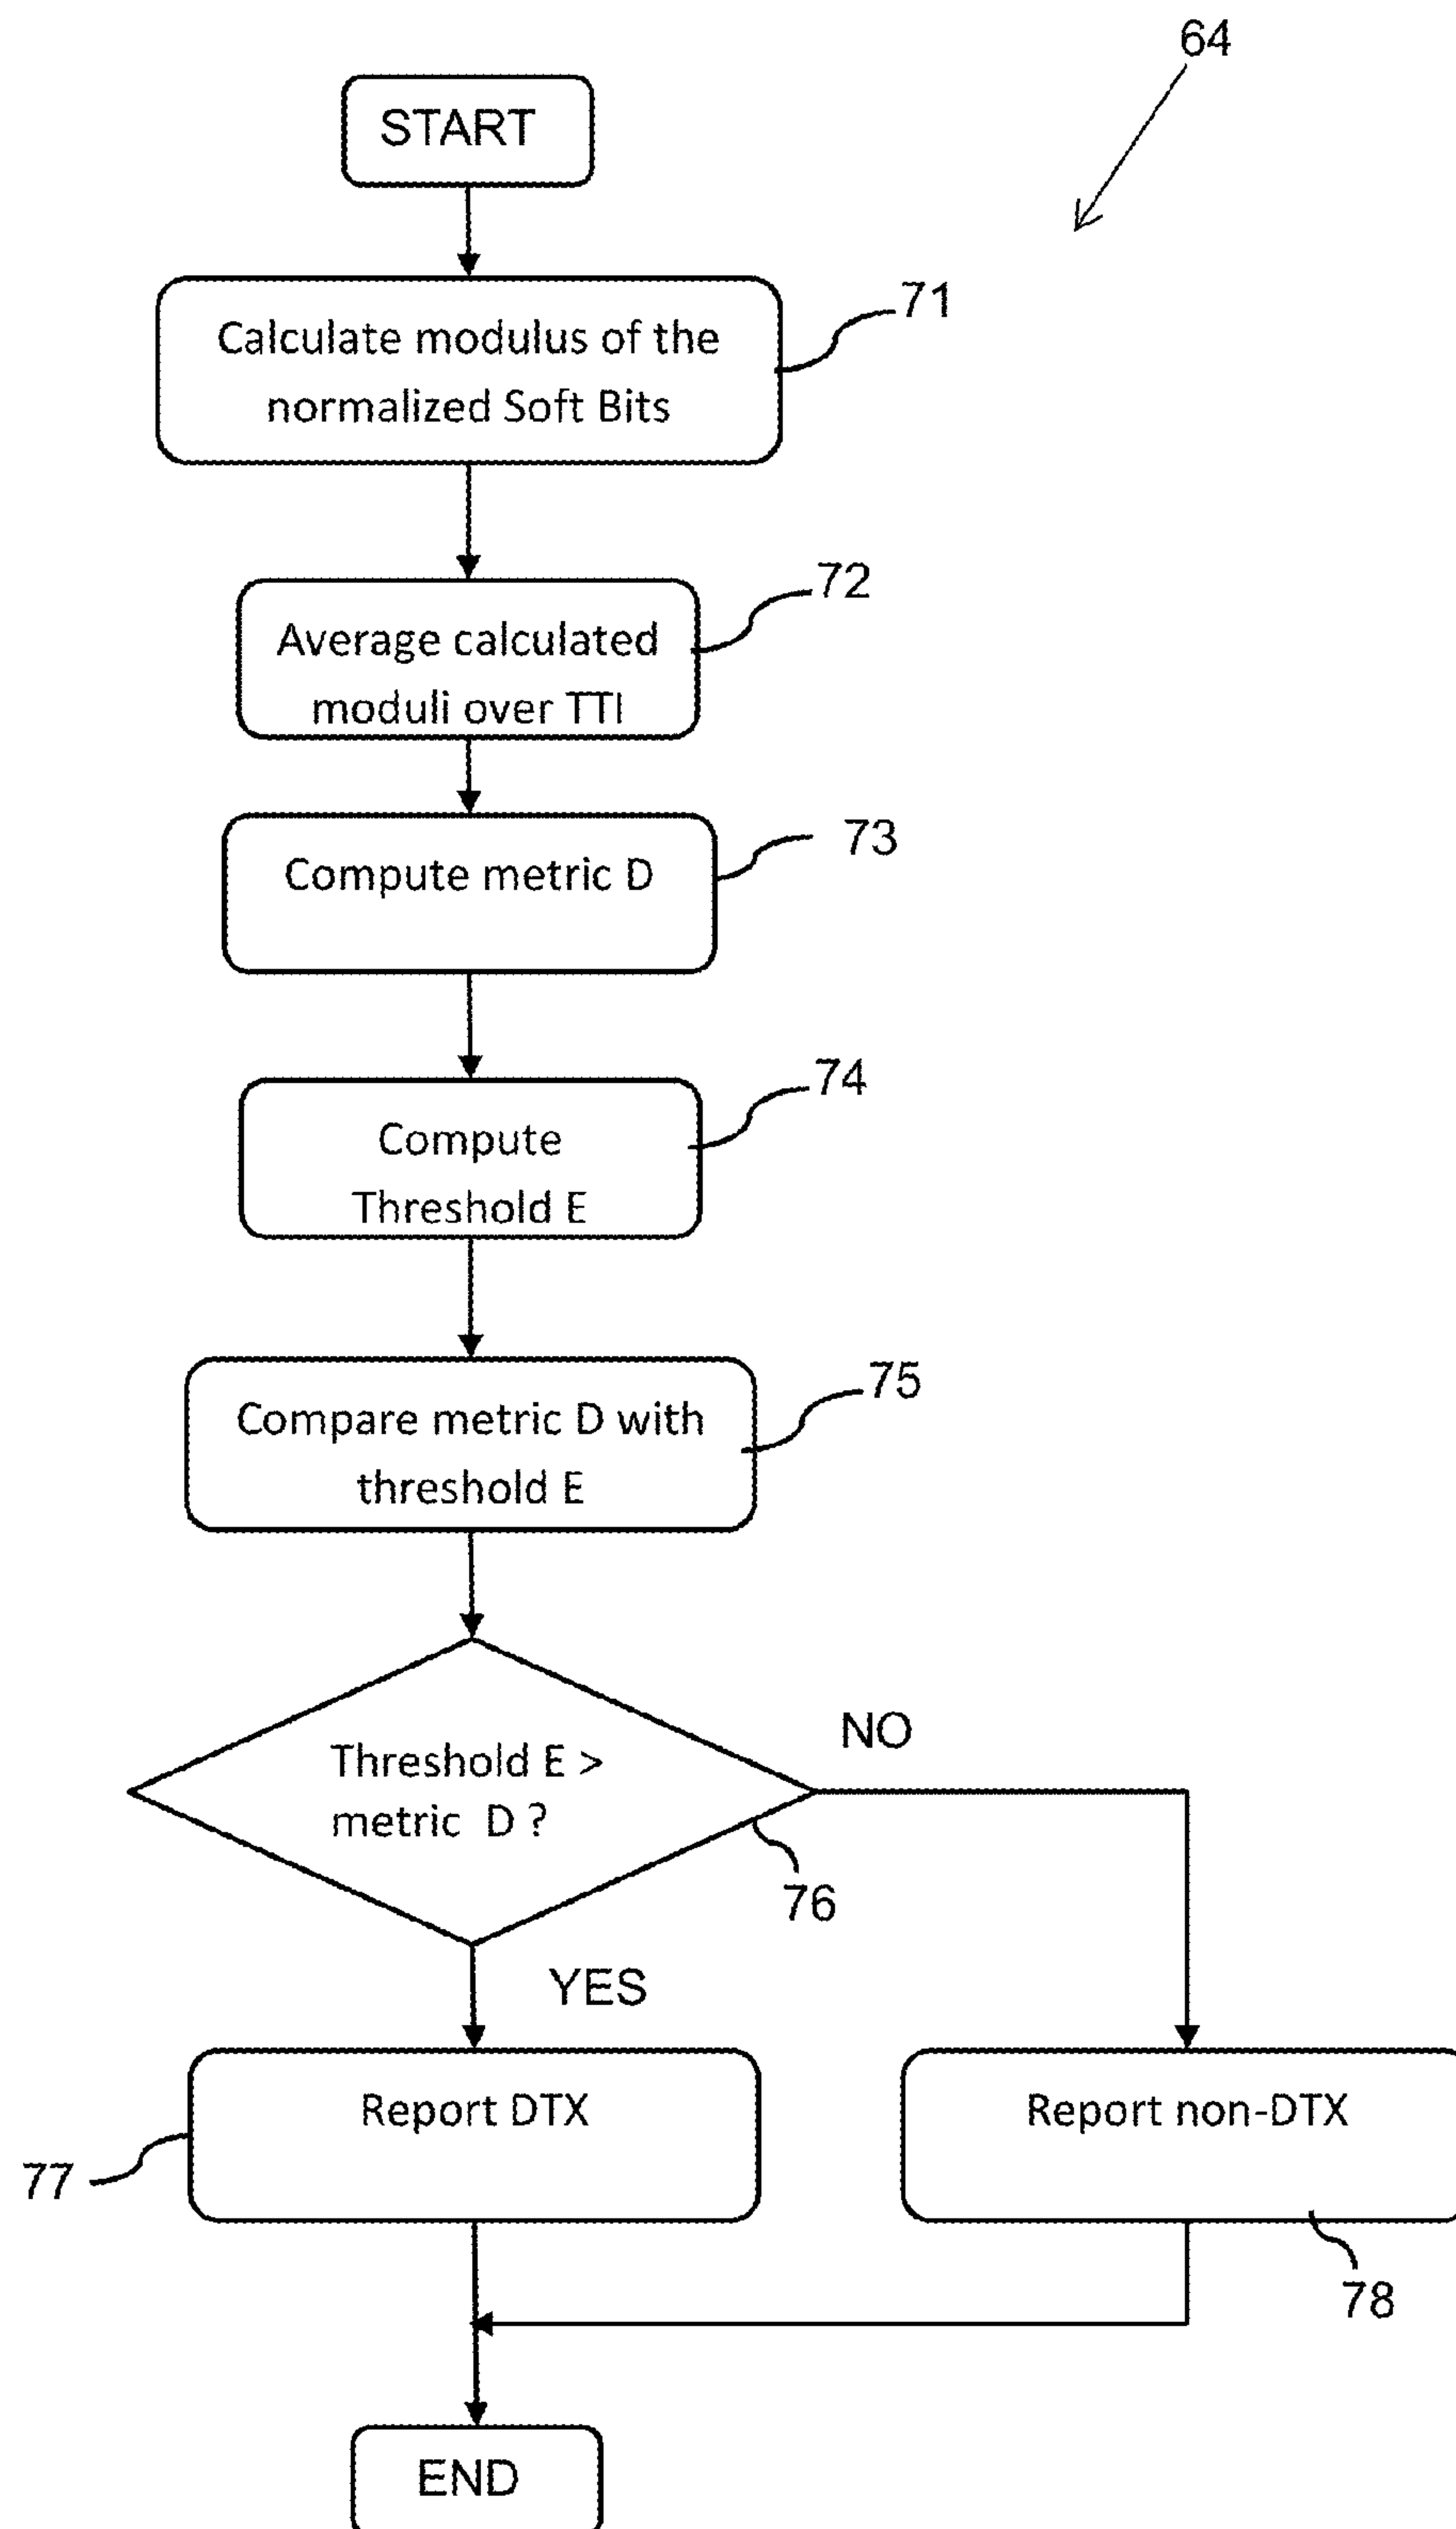 64
START
71
Calculate modulus of the
normalized Soft Bits
72
Average calculated
moduli over TTI
73
Compute metric D
74
Compute
Threshold E
75
Compare metric D with
threshold E
NO
Threshold E >
metric D ?
76
YES
Report DTX
Report non-DTX
77
78
END